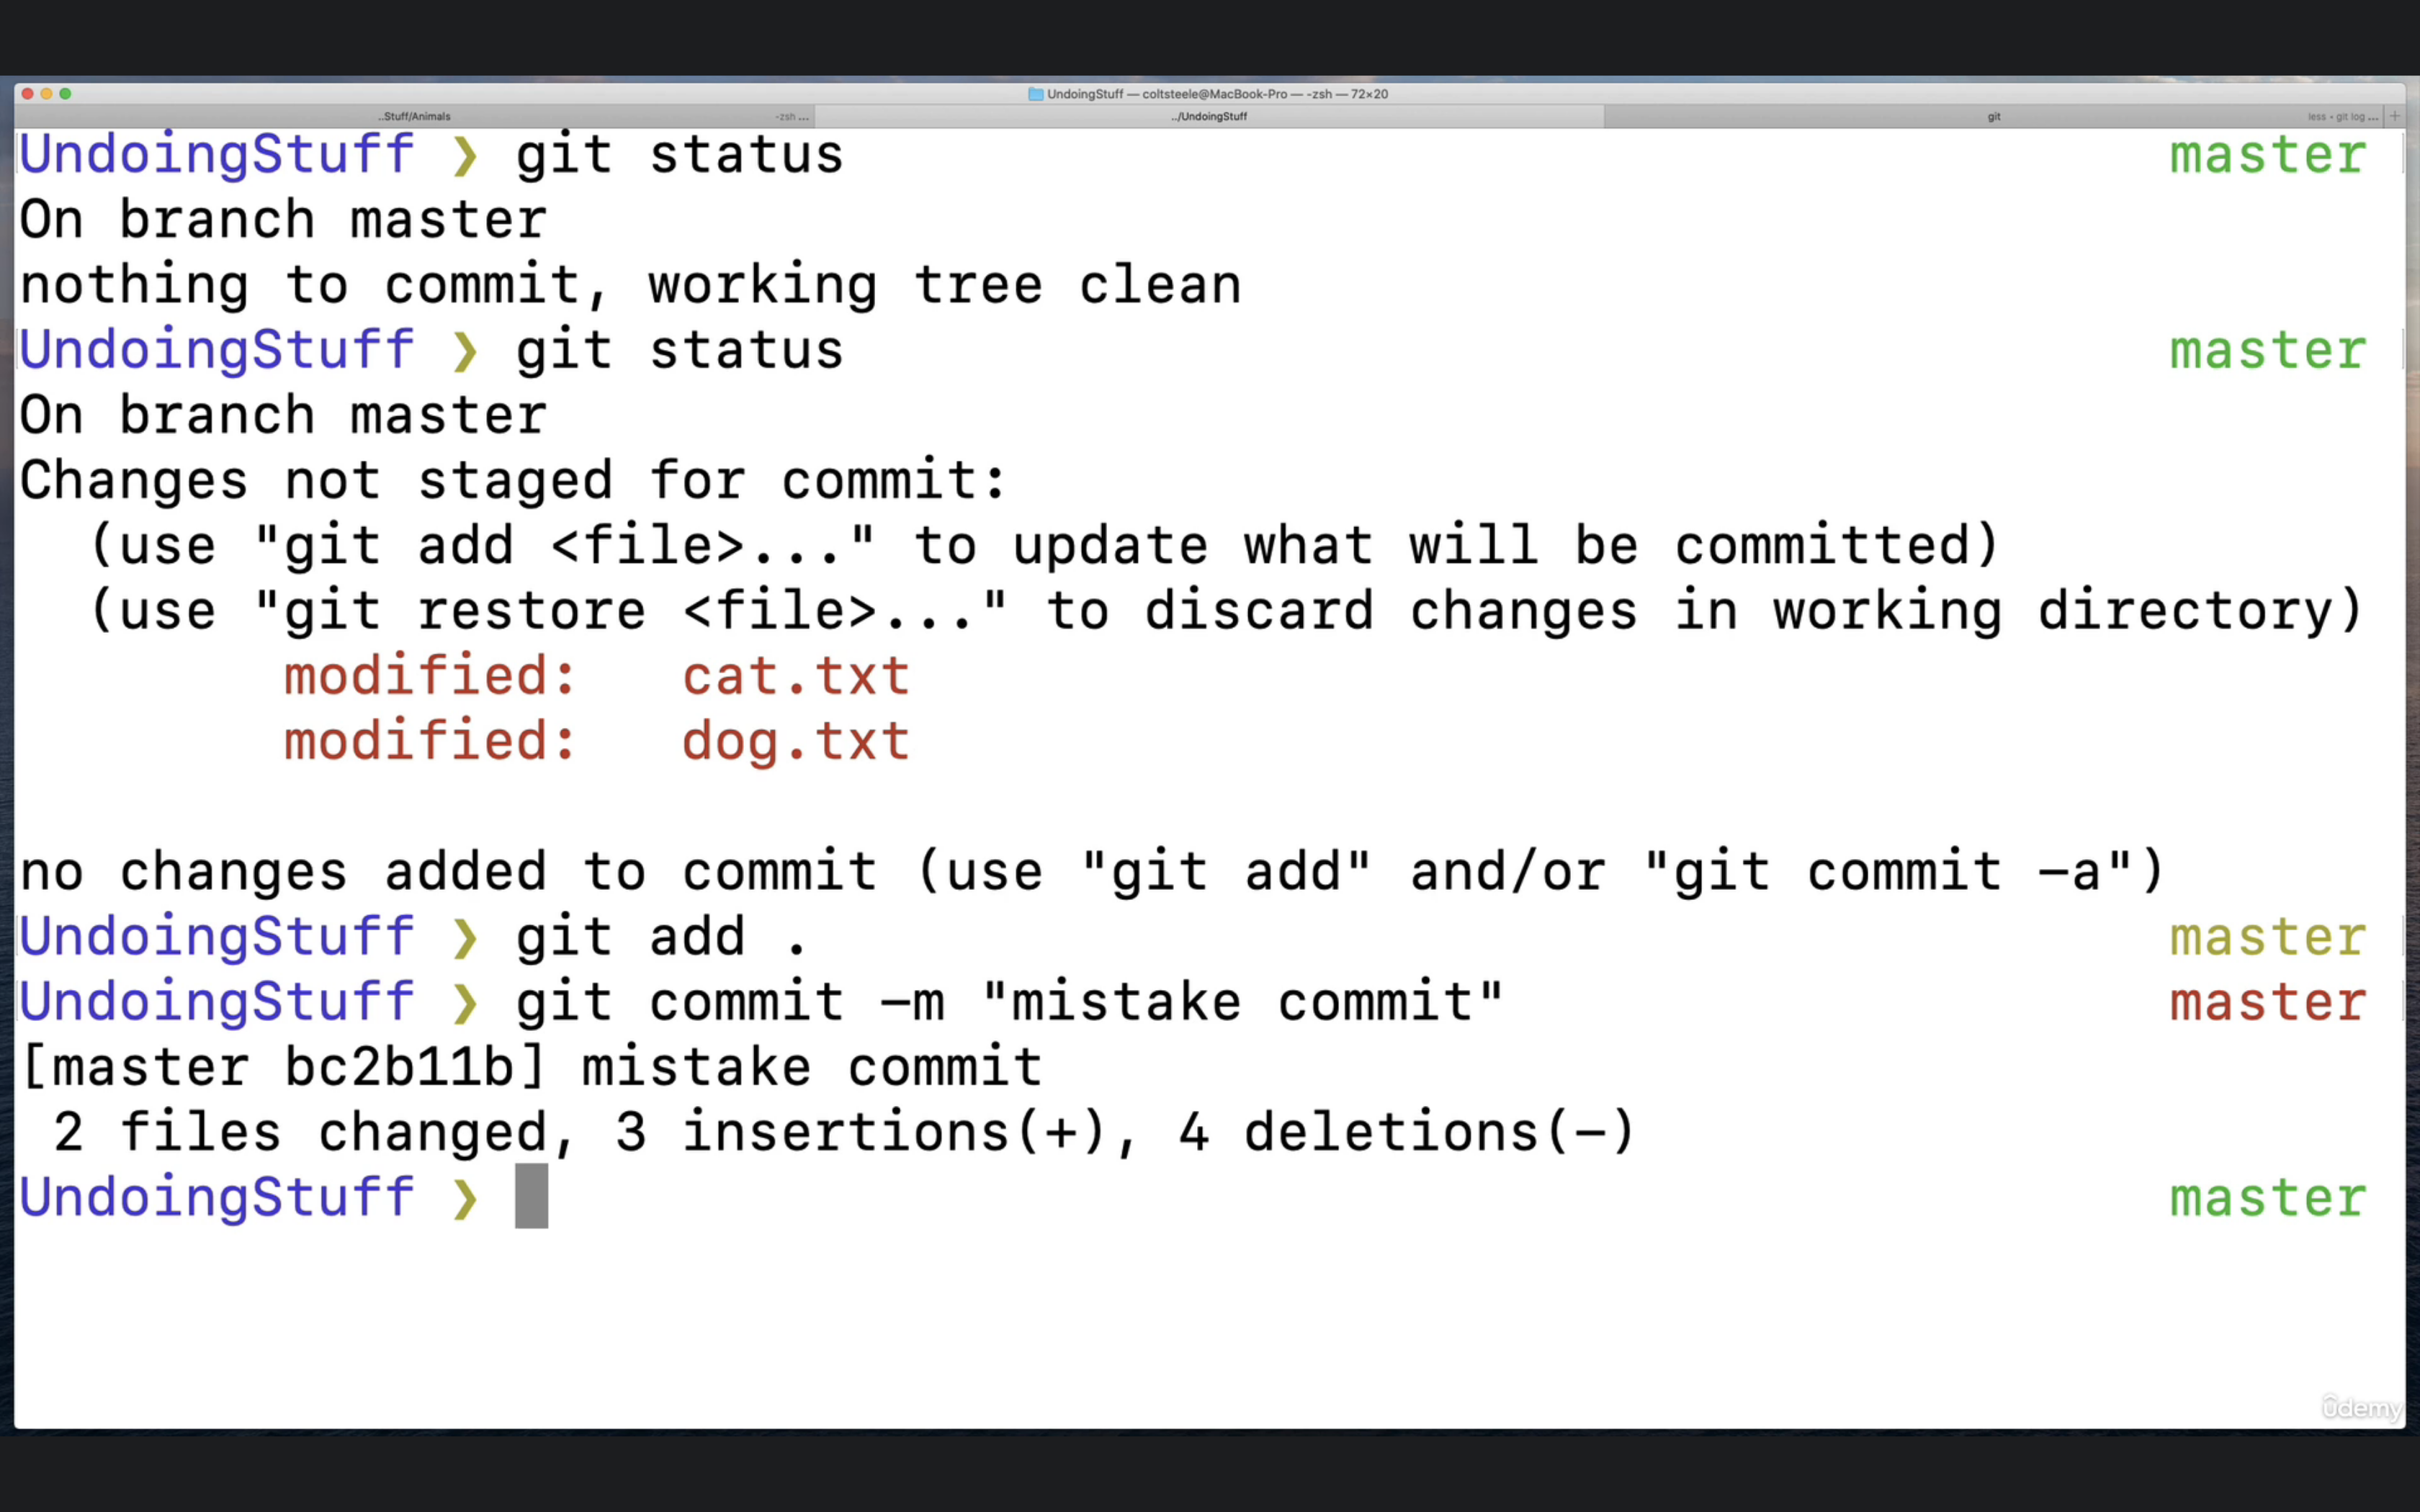 UndoingStuff — coltsteele@MacBook-Pro — -zsh — 72×20
..Stuff/Animals -zsh ... ../UndoingStuff git less • git log ... +
UndoingStuff ❯ git status master
On branch master
nothing to commit, working tree clean
UndoingStuff ❯ git status master
On branch master
Changes not staged for commit:
(use "git add <file>..." to update what will be committed)
(use "git restore <file>..." to discard changes in working directory)
modified: cat.txt
modified: dog.txt
no changes added to commit (use "git add" and/or "git commit -a")
UndoingStuff ❯ git add . master
UndoingStuff ❯ git commit -m "mistake commit" master
[master bc2b11b] mistake commit
2 files changed, 3 insertions(+), 4 deletions(-)
UndoingStuff ❯ master
ûdemy